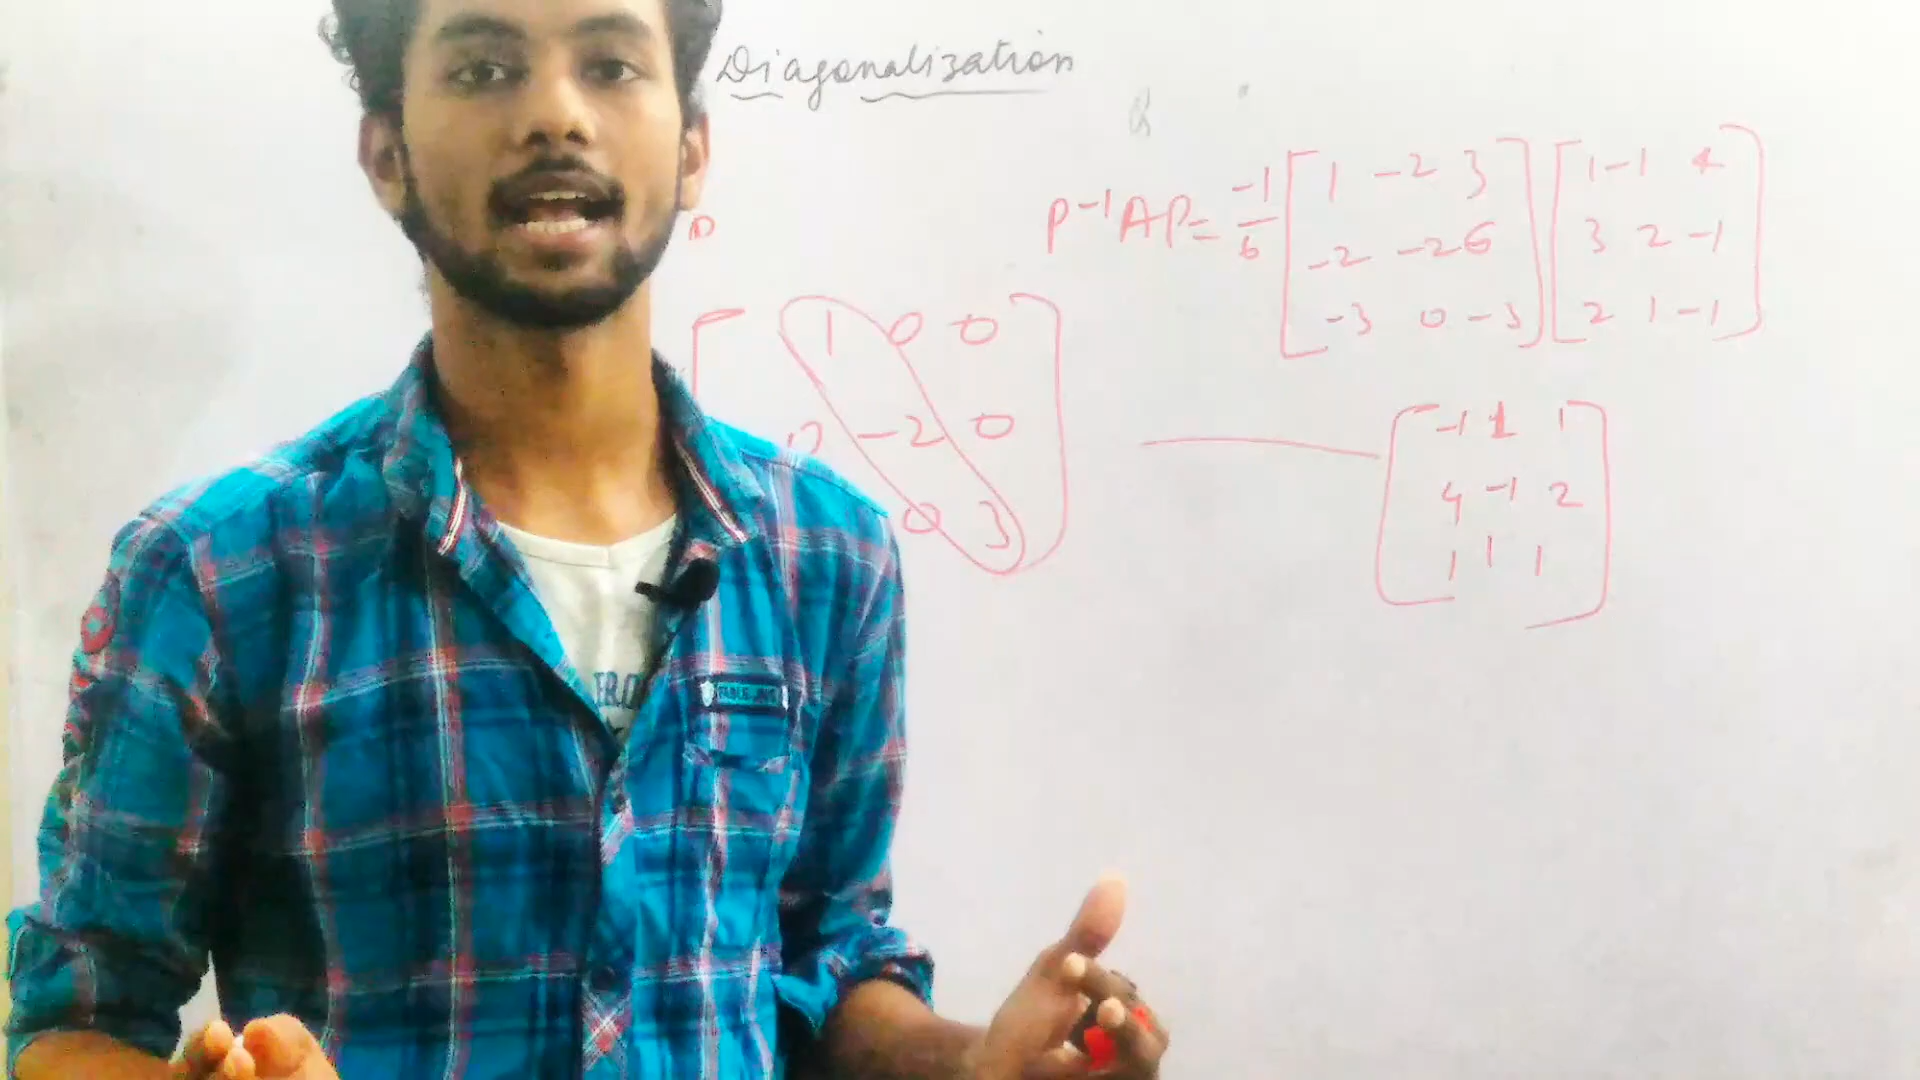 Diagonalization
P⁻¹AP = -1/6 [ 1 -2 3 ] [ 1 -1 4 ]
[ -2 -2 6 ] [ 3 2 -1 ]
[ -3 0 -3 ] [ 2 1 -1 ]
D
[ 1 0 0 ]
0 -2 0
0 3
[ -1 1 1 ]
4 -1 2
1 1 1